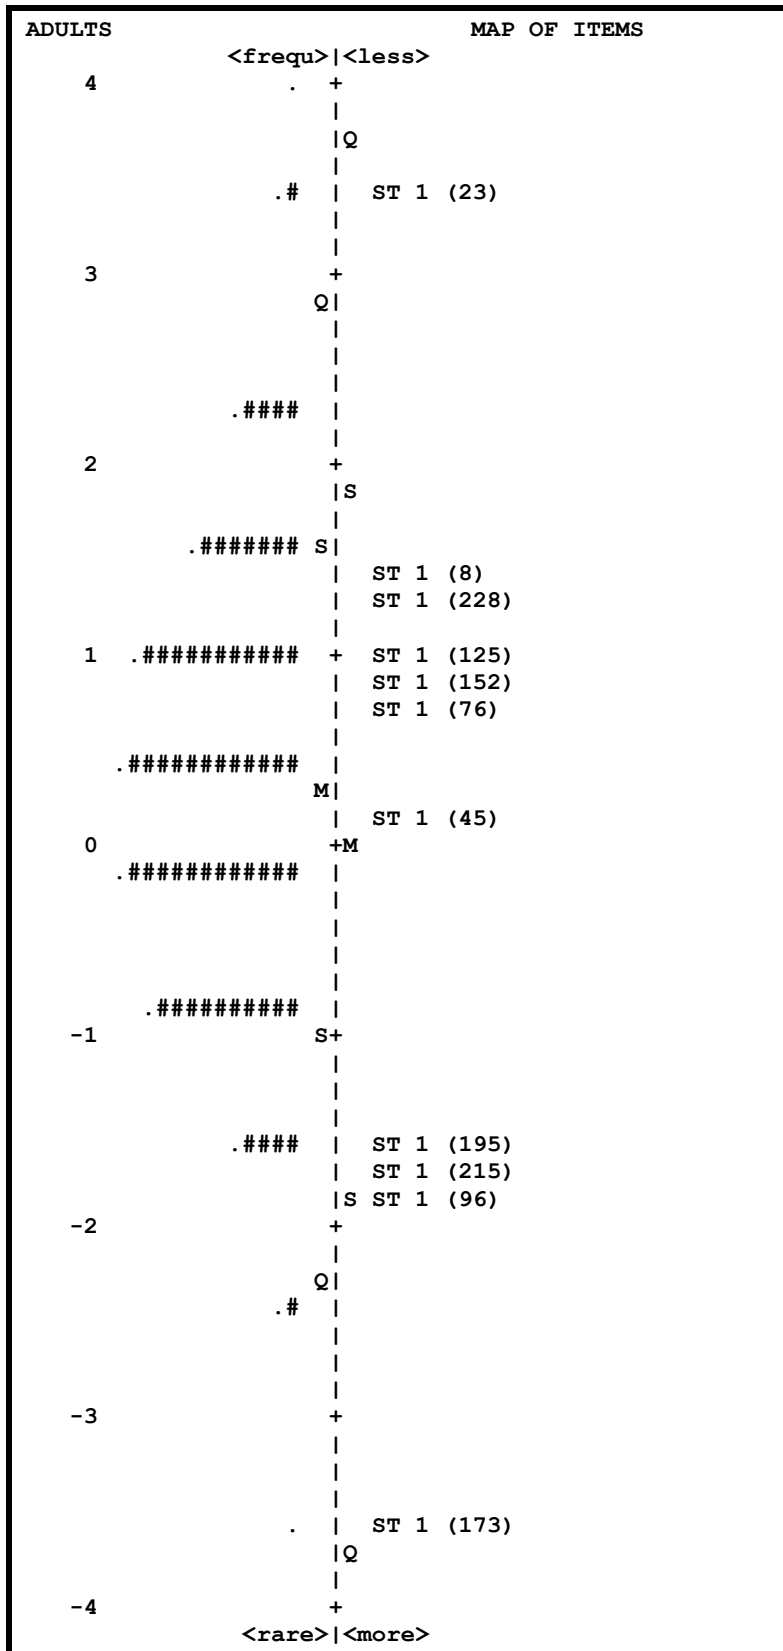 ADULTS                       MAP OF ITEMS
             <frequ>|<less>
   4             .  +
                    |
                    |Q
                    |
                .#  |  ST 1 (23)
                    |
                    |
   3                +
                   Q|
                    |
                    |
                    |
             .####  |
                    |
   2                +
                    |S
                    |
          .####### S|
                    |  ST 1 (8)
                    |  ST 1 (228)
                    |
   1  .###########  +  ST 1 (125)
                    |  ST 1 (152)
                    |  ST 1 (76)
                    |
     .############  |
                   M|
                    |  ST 1 (45)
   0                +M
     .############  |
                    |
                    |
                    |
                    |
       .##########  |
  -1               S+
                    |
                    |
                    |
             .####  |  ST 1 (195)
                    |  ST 1 (215)
                    |S ST 1 (96)
  -2                +
                    |
                   Q|
                .#  |
                    |
                    |
                    |
  -3                +
                    |
                    |
                    |
                 .  |  ST 1 (173)
                    |Q
                    |
  -4                +
              <rare>|<more>